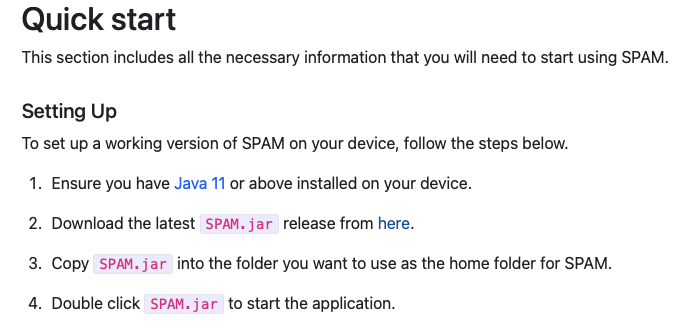 Quick start
This section includes all the necessary information that you will need to start using SPAM.
Setting Up
To set up a working version of SPAM on your device, follow the steps below.
1. Ensure you have Java 11 or above installed on your device.
2. Download the latest SPAM.jar release from here.
3. Copy SPAM.jar into the folder you want to use as the home folder for SPAM.
4. Double click SPAM.jar to start the application.